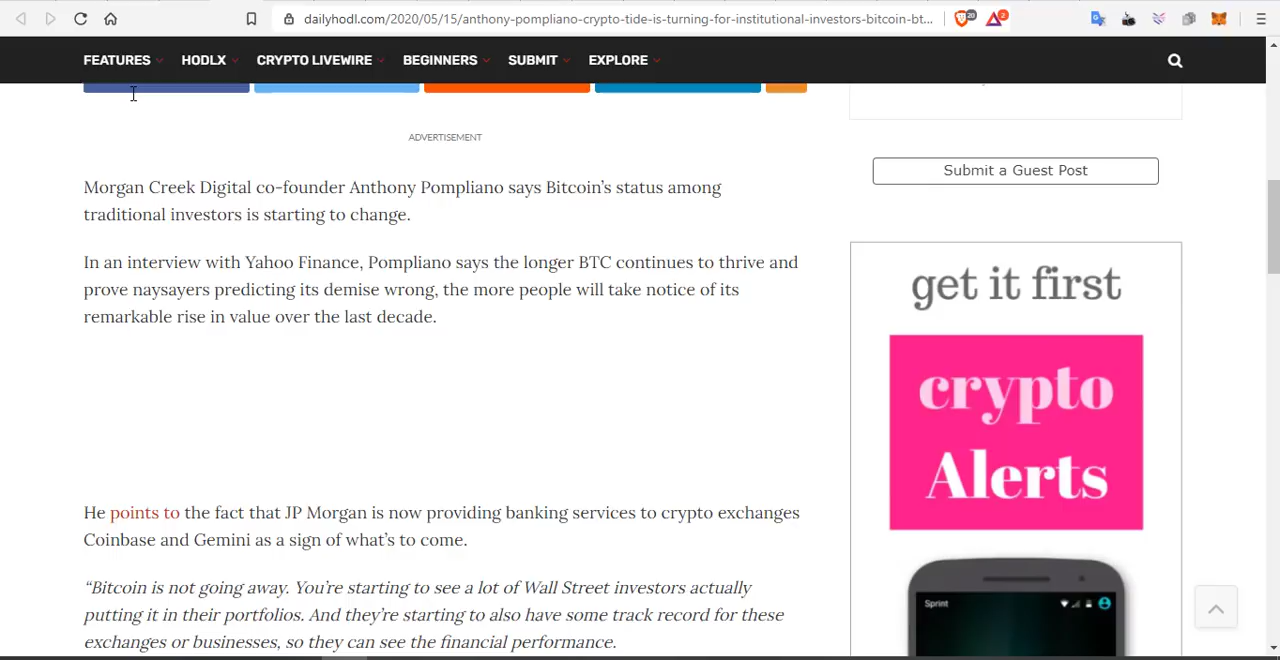 dailyhodl.com/2020/05/15/anthony-pompliano-crypto-tide-is-turning-for-institutional-investors-bitcoin-bt...
20
2
FEATURES HODLX CRYPTO LIVEWIRE BEGINNERS SUBMIT EXPLORE
ADVERTISEMENT
Morgan Creek Digital co-founder Anthony Pompliano says Bitcoin’s status among
traditional investors is starting to change.
In an interview with Yahoo Finance, Pompliano says the longer BTC continues to thrive and
prove naysayers predicting its demise wrong, the more people will take notice of its
remarkable rise in value over the last decade.
He points to the fact that JP Morgan is now providing banking services to crypto exchanges
Coinbase and Gemini as a sign of what’s to come.
“Bitcoin is not going away. You’re starting to see a lot of Wall Street investors actually
putting it in their portfolios. And they’re starting to also have some track record for these
exchanges or businesses, so they can see the financial performance.
Submit a Guest Post
get it first
crypto
Alerts
Sprint